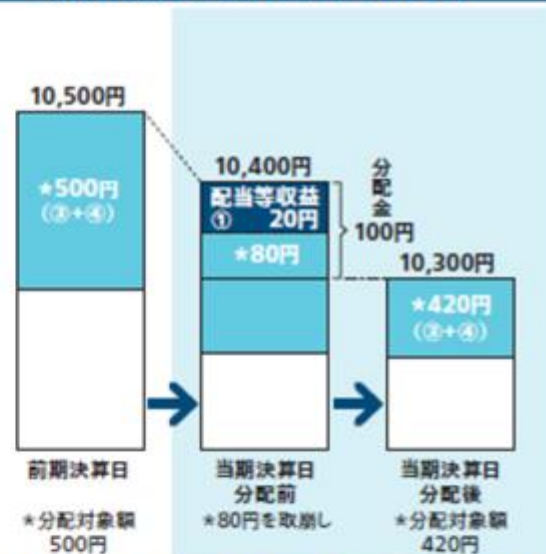 10,500円
*500円
(③+④)
前期決算日
*分配対象額
500円
10,400円
配当等収益
① 20円
*80円
分配金
100円
当期決算日
分配前
*80円を取崩し
10,300円
*420円
(③+④)
当期決算日
分配後
*分配対象額
420円